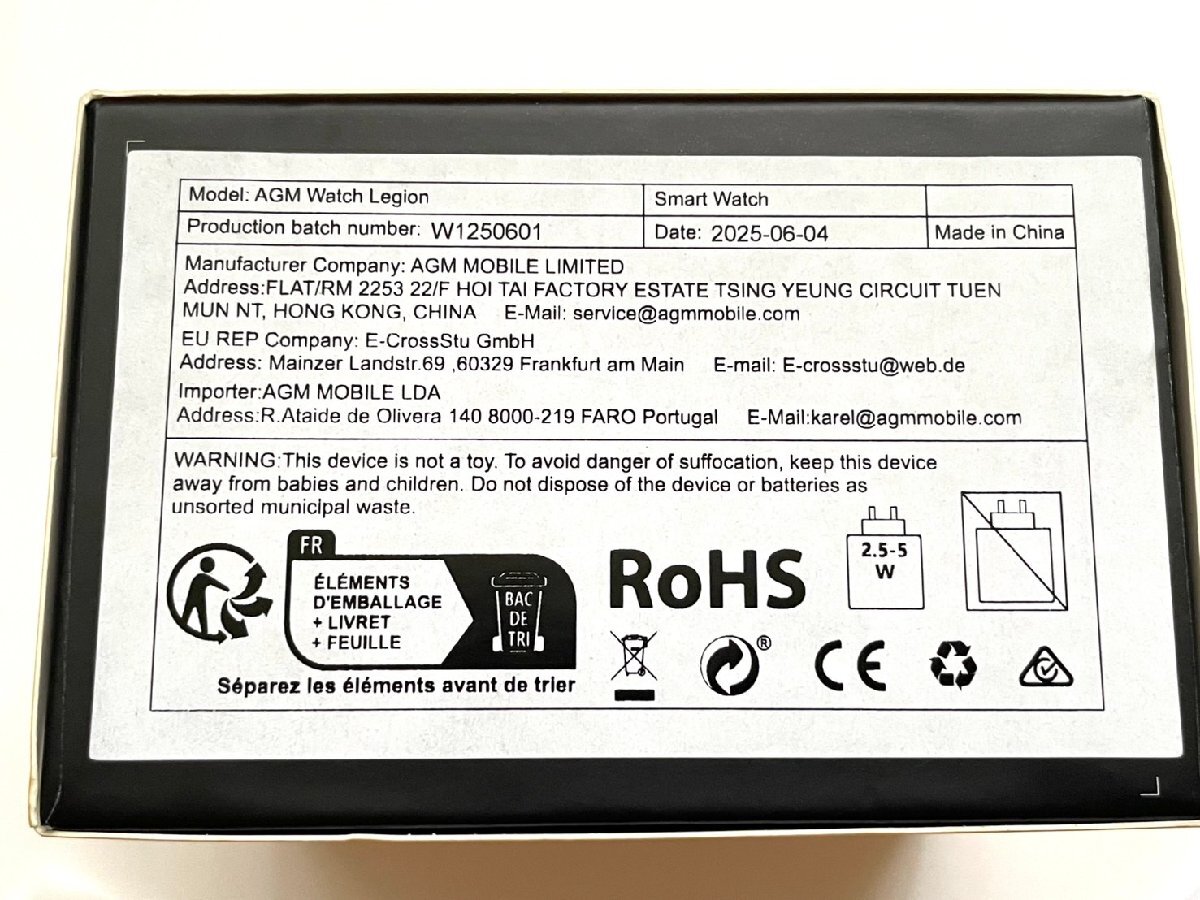 Model: AGM Watch Legion
Smart Watch
Production batch number: W1250601
Date: 2025-06-04
Made in China
Manufacturer Company: AGM MOBILE LIMITED
Address:FLAT/RM 2253 22/F HOI TAI FACTORY ESTATE TSING YEUNG CIRCUIT TUEN
MUN NT, HONG KONG, CHINA E-Mail: service@agmmobile.com
EU REP Company: E-CrossStu GmbH
Address: Mainzer Landstr.69 ,60329 Frankfurt am Main E-mail: E-crossstu@web.de
Importer:AGM MOBILE LDA
Address:R.Ataide de Olivera 140 8000-219 FARO Portugal E-Mail:karel@agmmobile.com
WARNING:This device is not a toy. To avoid danger of suffocation, keep this device
away from babies and children. Do not dispose of the device or batteries as
unsorted municipal waste.
FR
ÉLÉMENTS
D'EMBALLAGE
+ LIVRET
+ FEUILLE
BAC
DE
TRI
Séparez les éléments avant de trier
RoHS
2.5-5
W
®
CE